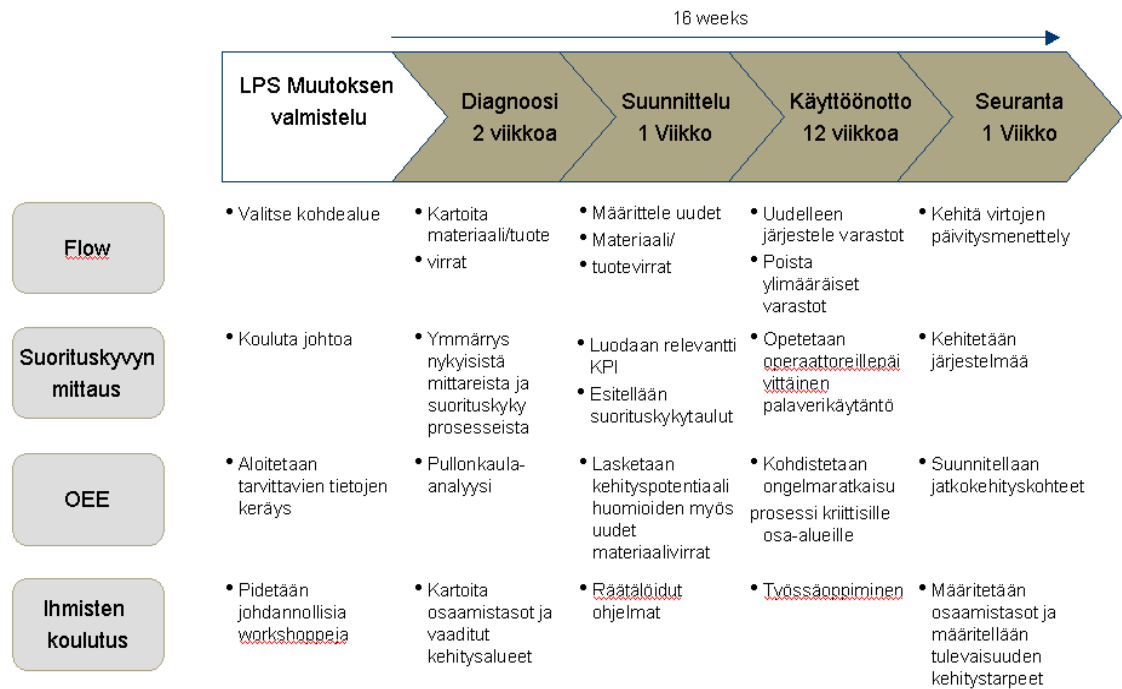 16 weeks
LPS Muutoksen
valmistelu
Diagnoosi
2 viikkoa
Suunnittelu
1 Viikko
Käyttöönotto
12 viikkoa
Seuranta
1 Viikko
Flow
• Valitse kohdealue
• Kartoita
materiaali/tuote
• virrat
• Määrittele uudet
• Materiaali/
• tuotevirrat
• Uudelleen
järjestele varastot
• Poista
ylimääräiset
varastot
• Kehitä virtojen
päivitysmenettely
Suorituskyvyn
mittaus
• Kouluta johtoa
• Ymmärrys
nykyisistä
mittareista ja
suorituskyky
prosesseista
• Luodaan relevantti
KPI
• Esitellään
suorituskykytaulut
• Opetetaan
operaattoreillepäi
vittäinen
palaverikäytäntö
• Kehitetään
järjestelmää
OEE
• Aloitetaan
tarvittavien tietojen
keräys
• Pullonkaula-
analyysi
• Lasketaan
kehityspotentiaali
huomioiden myös
uudet
materiaalivirrat
• Kohdistetaan
ongelmaratkaisu
prosessi kriittisille
osa-alueille
• Suunnitellaan
jatkokehityskohteet
Ihmisten
koulutus
• Pidetään
johdannollisia
workshoppeja
• Kartoita
osaamistasot ja
vaaditut
kehitysalueet
• Räätälöidut
ohjelmat
• Työssäoppiminen
• Määritetään
osaamistasot ja
määritellään
tulevaisuuden
kehitystarpeet